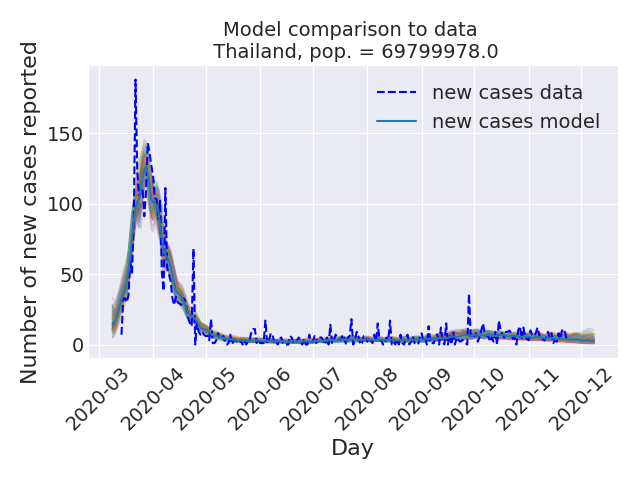 Model comparison to data
Thailand, pop. = 69799978.0
new cases data
new cases model
Number of new cases reported
150
100
50
0
2020-03
2020-04
2020-05
2020-06
2020-07
2020-08
2020-09
2020-10
2020-11
2020-12
Day